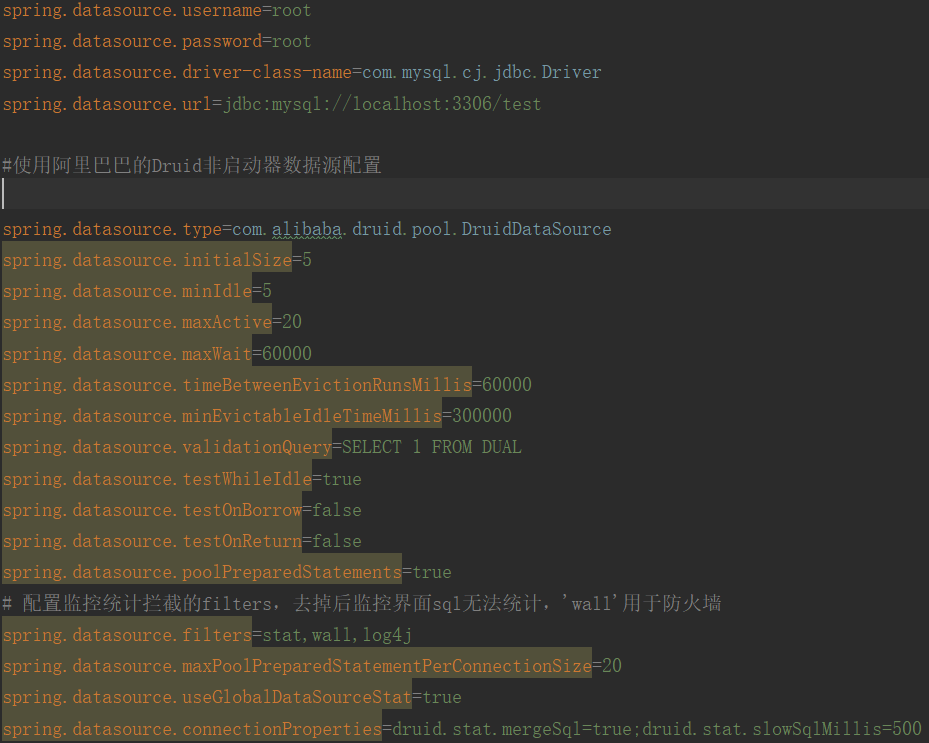 spring.datasource.username=root
spring.datasource.password=root
spring.datasource.driver-class-name=com.mysql.cj.jdbc.Driver
spring.datasource.url=jdbc:mysql://localhost:3306/test
#使用阿里巴巴的Druid非启动器数据源配置
spring.datasource.type=com.alibaba.druid.pool.DruidDataSource
spring.datasource.initialSize=5
spring.datasource.minIdle=5
spring.datasource.maxActive=20
spring.datasource.maxWait=60000
spring.datasource.timeBetweenEvictionRunsMillis=60000
spring.datasource.minEvictableIdleTimeMillis=300000
spring.datasource.validationQuery=SELECT 1 FROM DUAL
spring.datasource.testWhileIdle=true
spring.datasource.testOnBorrow=false
spring.datasource.testOnReturn=false
spring.datasource.poolPreparedStatements=true
# 配置监控统计拦截的filters，去掉后监控界面sql无法统计，'wall'用于防火墙
spring.datasource.filters=stat,wall,log4j
spring.datasource.maxPoolPreparedStatementPerConnectionSize=20
spring.datasource.useGlobalDataSourceStat=true
spring.datasource.connectionProperties=druid.stat.mergeSql=true;druid.stat.slowSqlMillis=500